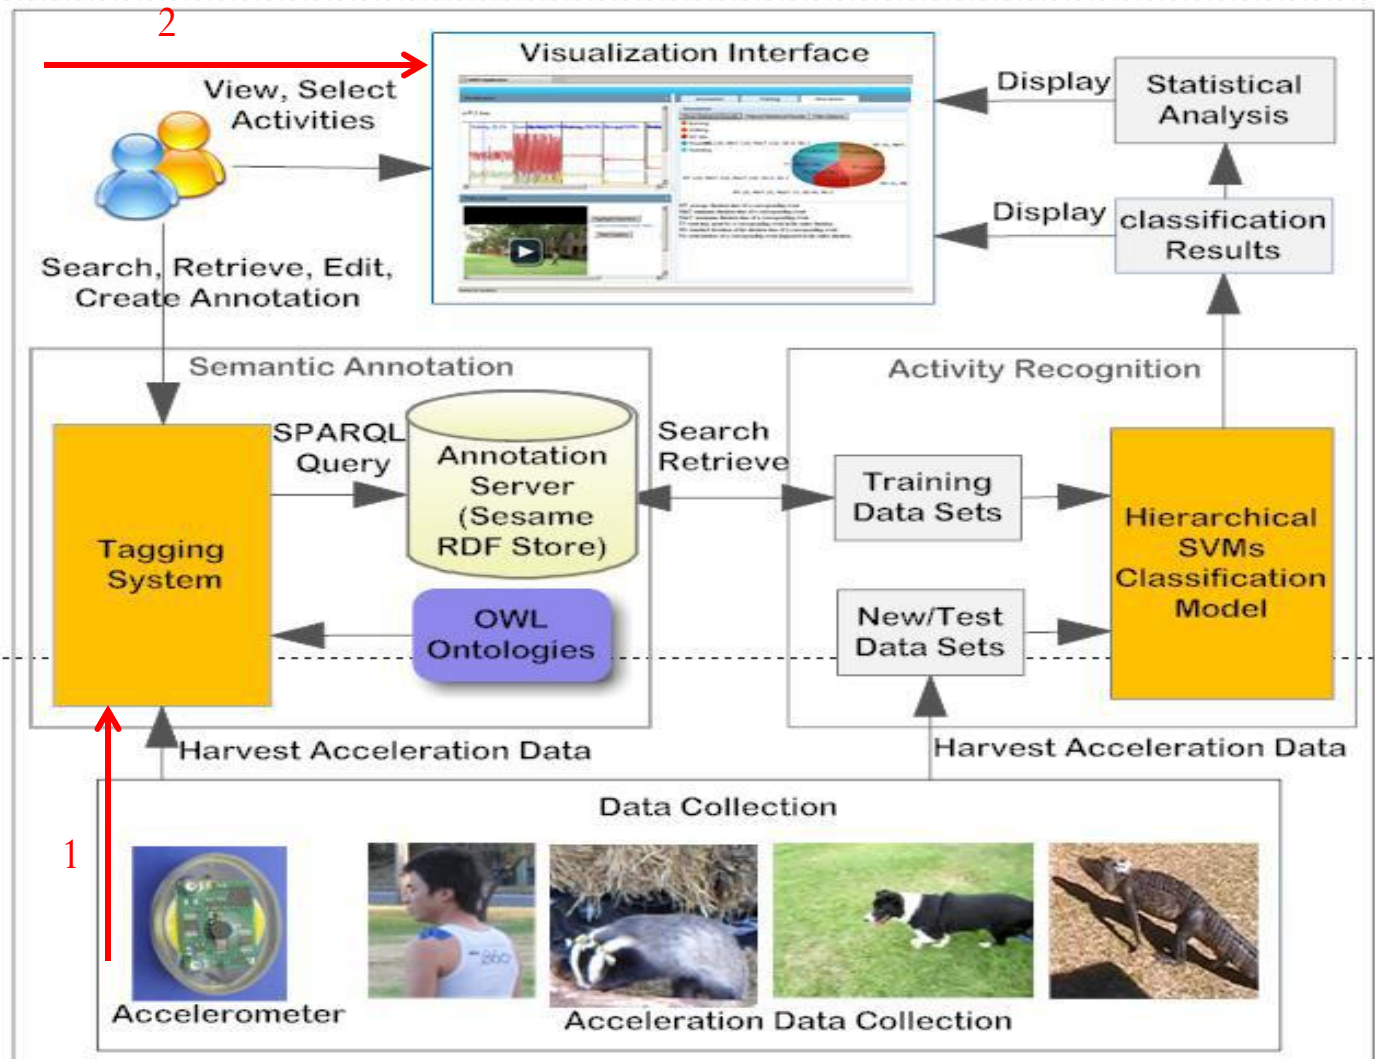 2
Visualization Interface
View, Select
Activities
Display
Statistical
Analysis
Display
classification
Results
Search, Retrieve, Edit,
Create Annotation
Semantic Annotation
Activity Recognition
SPARQL
Query
Annotation
Server
(Sesame
RDF Store)
Search
Retrieve
Training
Data Sets
Hierarchical
SVMs
Classification
Model
Tagging
System
OWL
Ontologies
New/Test
Data Sets
Harvest Acceleration Data
Harvest Acceleration Data
Data Collection
1
860
Accelerometer
Acceleration Data Collection